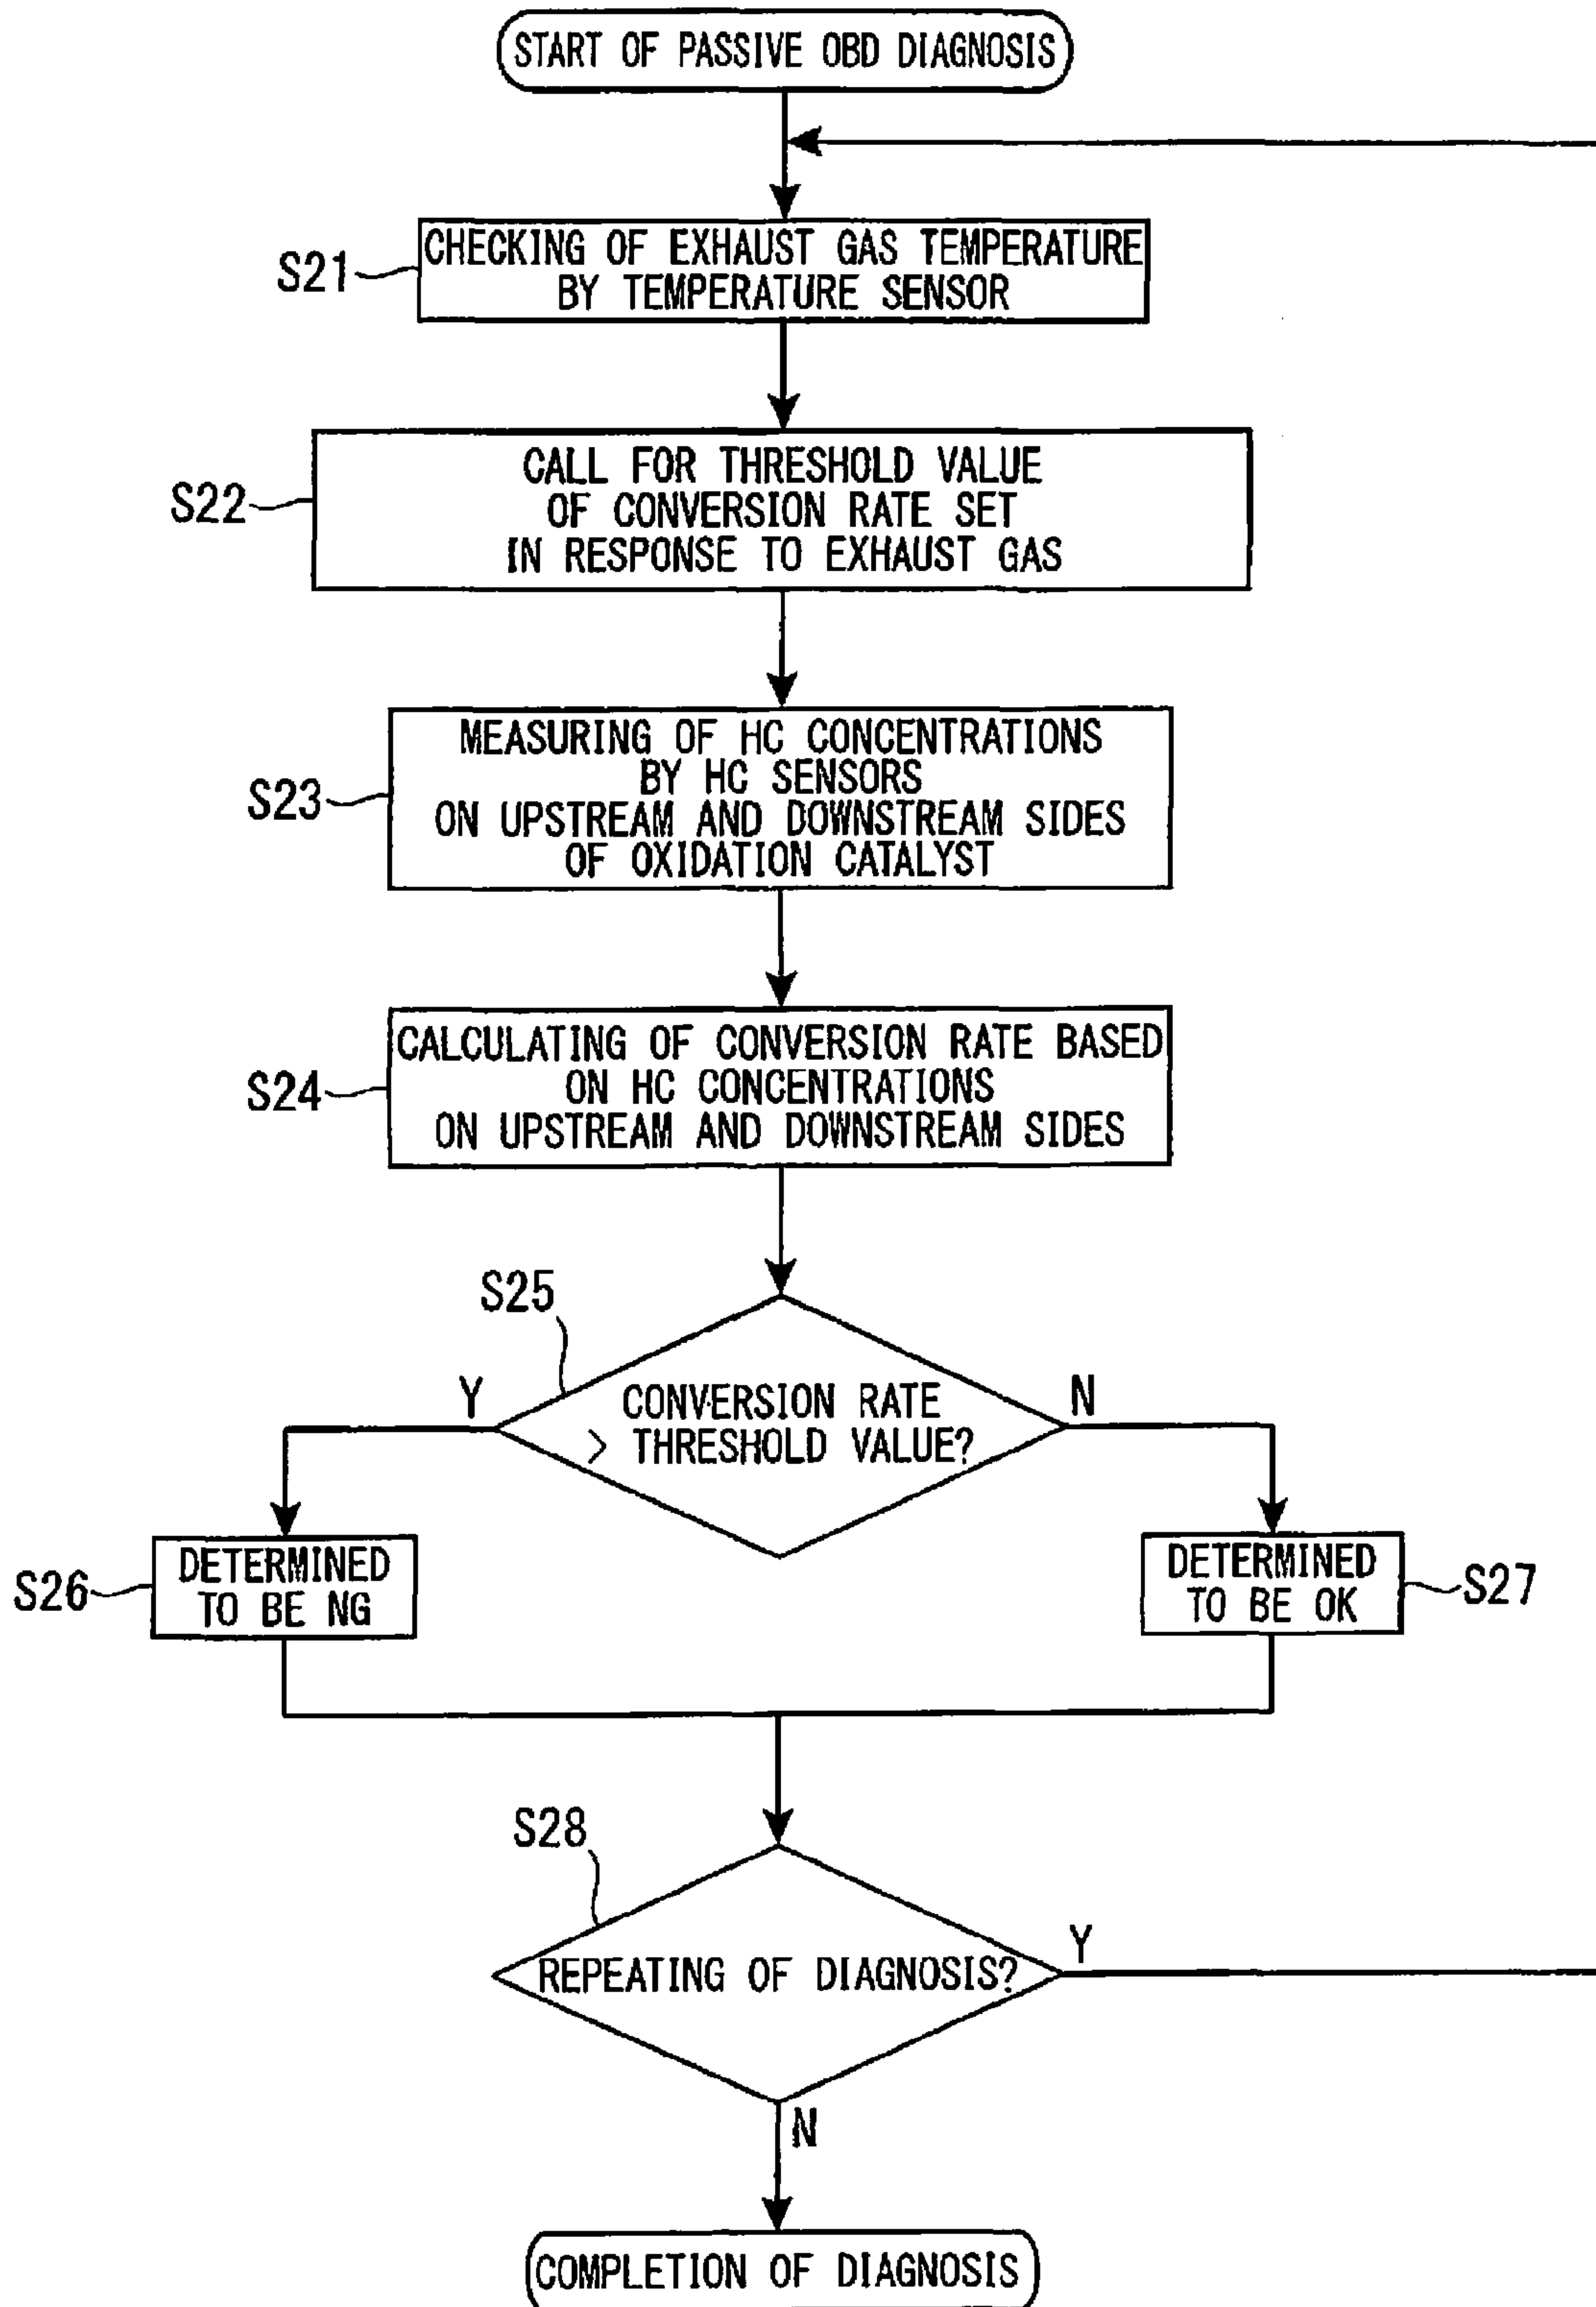 START OF PASSIVE OBD DIAGNOSIS
S21
CHECKING OF EXHAUST GAS TEMPERATURE
BY TEMPERATURE SENSOR
S22
CALL FOR THRESHOLD VALUE
OF CONVERSION RATE SET
IN RESPONSE TO EXHAUST GAS
S23
MEASURING OF HC CONCENTRATIONS
BY HC SENSORS
ON UPSTREAM AND DOWNSTREAM SIDES
OF OXIDATION CATALYST
S24
CALCULATING OF CONVERSION RATE BASED
ON HC CONCENTRATIONS
ON UPSTREAM AND DOWNSTREAM SIDES
S25
Y
CONVERSION RATE
> THRESHOLD VALUE?
N
S26
DETERMINED
TO BE NG
DETERMINED
TO BE OK
S27
S28
REPEATING OF DIAGNOSIS?
Y
N
COMPLETION OF DIAGNOSIS